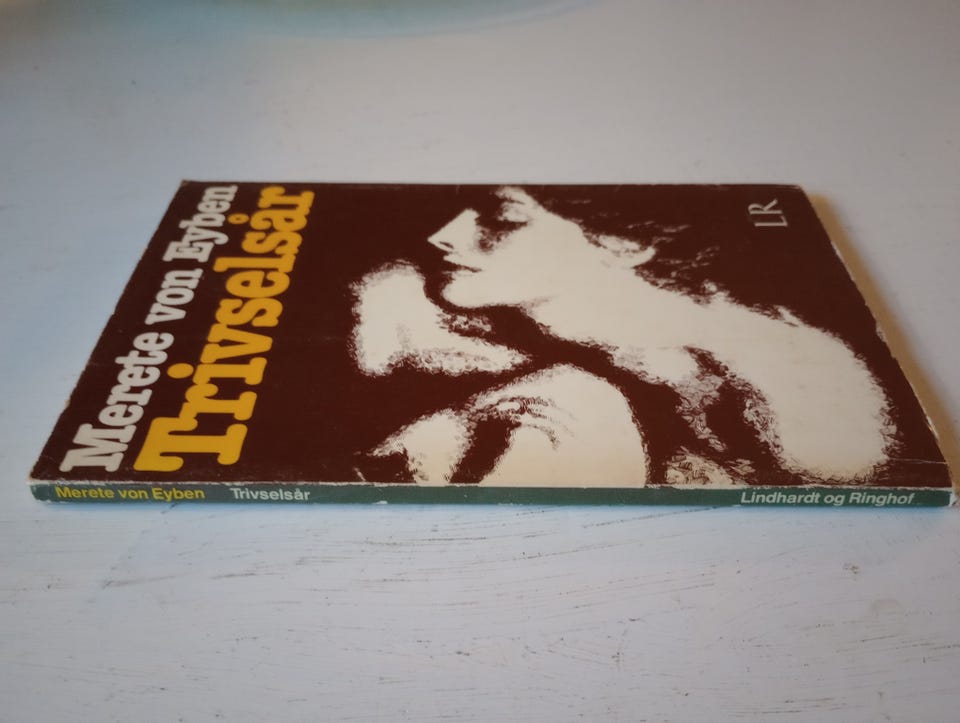 Merete von Eyben
Trivselsår
LR
Merete von Eyben Trivselsår Lindhardt og Ringhof